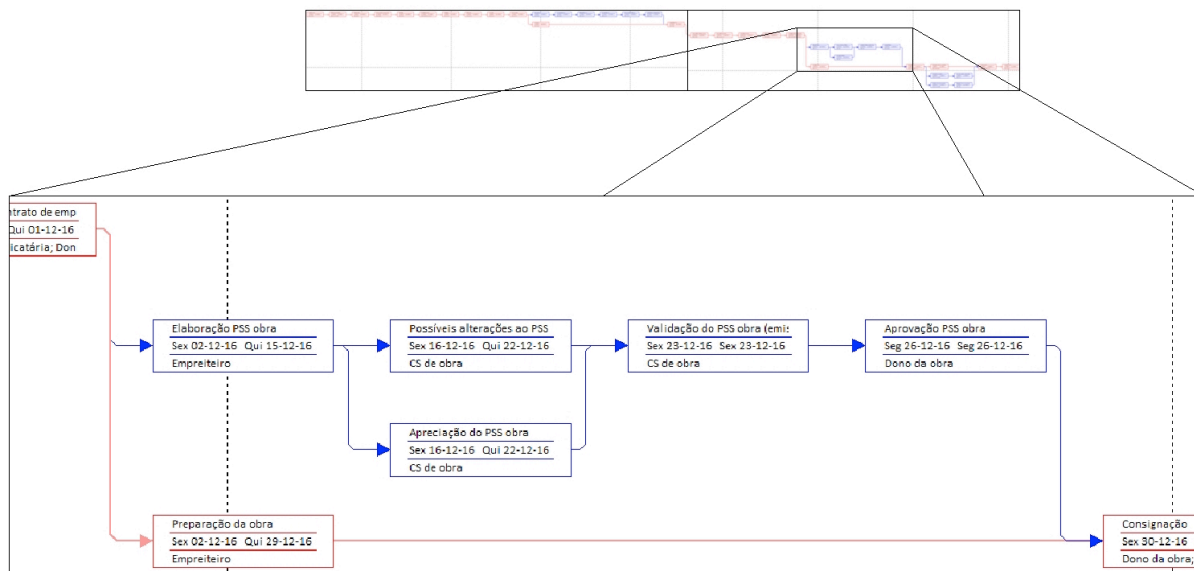 ntrato de emp
Qui 01-12-16
licatária; Don
Elaboração PSS obra
Sex 02-12-16 Qui 15-12-16
Empreiteiro
Possíveis alterações ao PSS
Sex 16-12-16 Qui 22-12-16
CS de obra
Validação do PSS obra (emi
Sex 23-12-16 Sex 23-12-16
CS de obra
Aprovação PSS obra
Seg 26-12-16 Seg 26-12-16
Dono da obra
Apreciação do PSS obra
Sex 16-12-16 Qui 22-12-16
CS de obra
Preparação da obra
Sex 02-12-16 Qui 29-12-16
Empreiteiro
Consignação
Sex 30-12-16
Dono da obra;